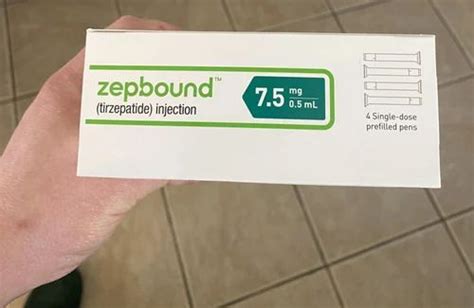 zepbound™
(tirzepatide) injection
7.5 mg
0.5 mL
4 Single-dose
prefilled pens